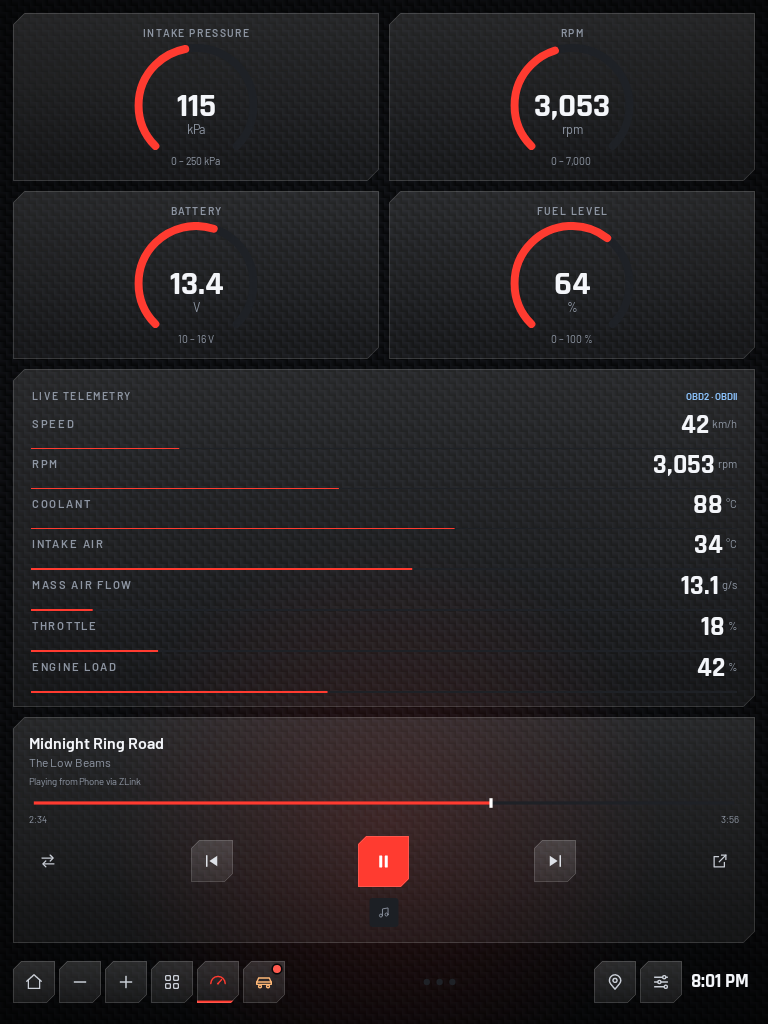 INTAKE PRESSURE
115
kPa
0 – 250 kPa
RPM
3,053
rpm
0 – 7,000
BATTERY
13.4
V
10 – 16 V
FUEL LEVEL
64
%
0 – 100 %
LIVE TELEMETRY
OBD2 · OBDII
SPEED
42 km/h
RPM
3,053 rpm
COOLANT
88 °C
INTAKE AIR
34 °C
MASS AIR FLOW
13.1 g/s
THROTTLE
18 %
ENGINE LOAD
42 %
Midnight Ring Road
The Low Beams
Playing from Phone via ZLink
2:34
3:56
8:01 PM